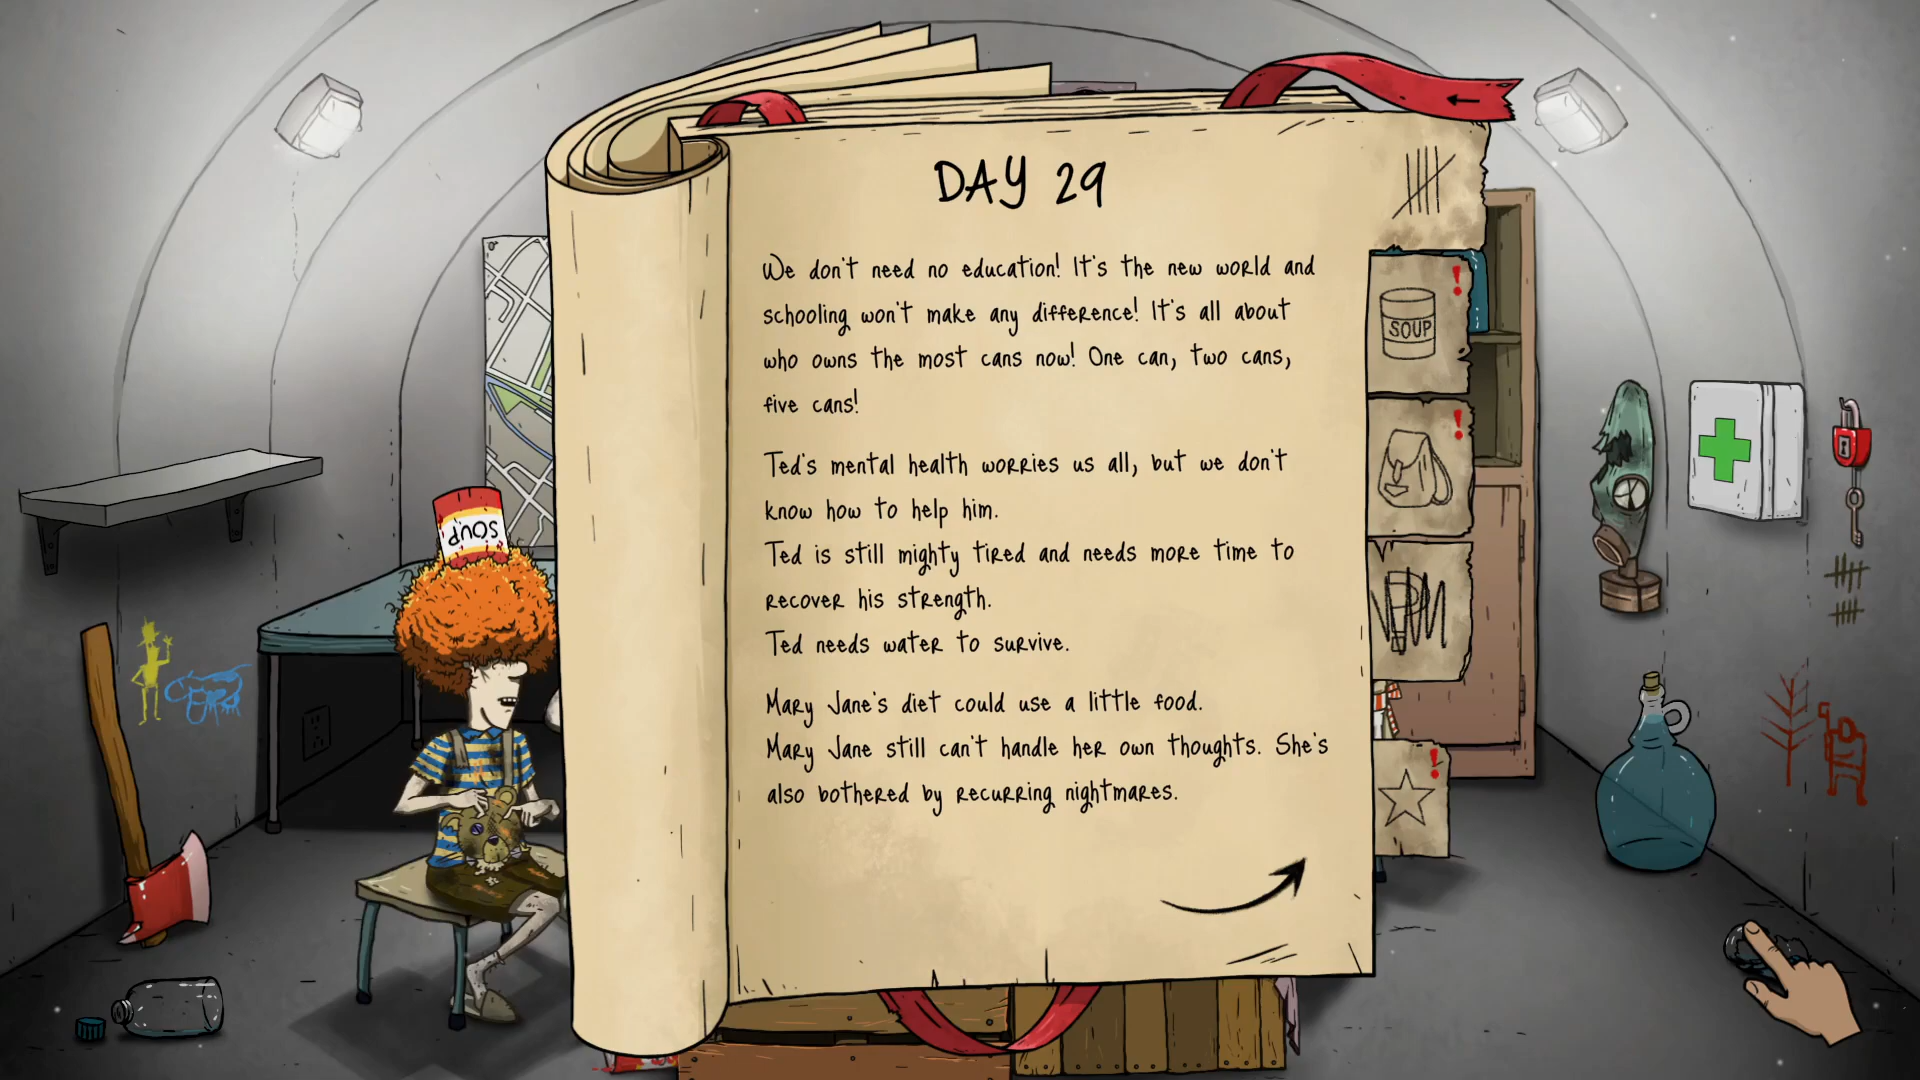 DAY 29
We don't need no education! It's the new world and
schooling won't make any difference! It's all about
who owns the most cans now! One can, two cans,
five cans!
Ted's mental health worries us all, but we don't
know how to help him.
Ted is still mighty tired and needs more time to
recover his strength.
Ted needs water to survive.
Mary Jane's diet could use a little food.
Mary Jane still can't handle her own thoughts. She's
also bothered by recurring nightmares.
!
SOUP
!
!
SOUP